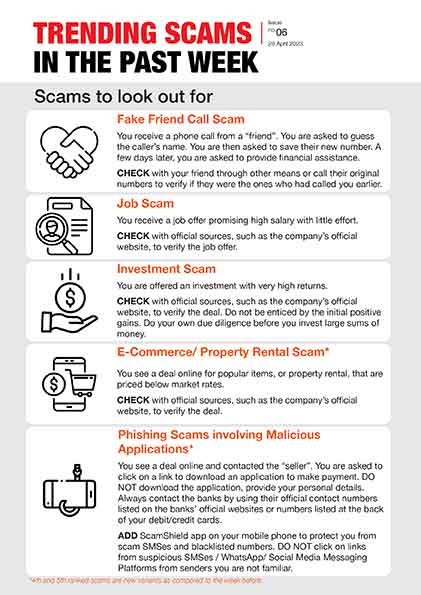 TRENDING SCAMS
IN THE PAST WEEK
Issue
no 06
28 April 2023
Scams to look out for
Fake Friend Call Scam
You receive a phone call from a “friend”. You are asked to guess
the caller’s name. You are then asked to save their new number. A
few days later, you are asked to provide financial assistance.
CHECK with your friend through other means or call their original
numbers to verify if they were the ones who had called you earlier.
Job Scam
You receive a job offer promising high salary with little effort.
CHECK with official sources, such as the company’s official
website, to verify the job offer.
Investment Scam
You are offered an investment with very high returns.
CHECK with official sources, such as the company’s official
website, to verify the deal. Do not be enticed by the initial positive
gains. Do your own due diligence before you invest large sums of
money.
E-Commerce/ Property Rental Scam*
You see a deal online for popular items, or property rental, that are
priced below market rates.
CHECK with official sources, such as the company’s official
website, to verify the deal.
Phishing Scams involving Malicious
Applications*
You see a deal online and contacted the “seller”. You are asked to
click on a link to download an application to make payment. DO
NOT download the application, provide your personal details.
Always contact the banks by using their official contact numbers
listed on the banks’ official websites or numbers listed at the back
of your debit/credit cards.
ADD ScamShield app on your mobile phone to protect you from
scam SMSes and blacklisted numbers. DO NOT click on links
from suspicious SMSes / WhatsApp/ Social Media Messaging
Platforms from senders you are not familiar.
*4th and 5th ranked scams are new variants as compared to the week before.